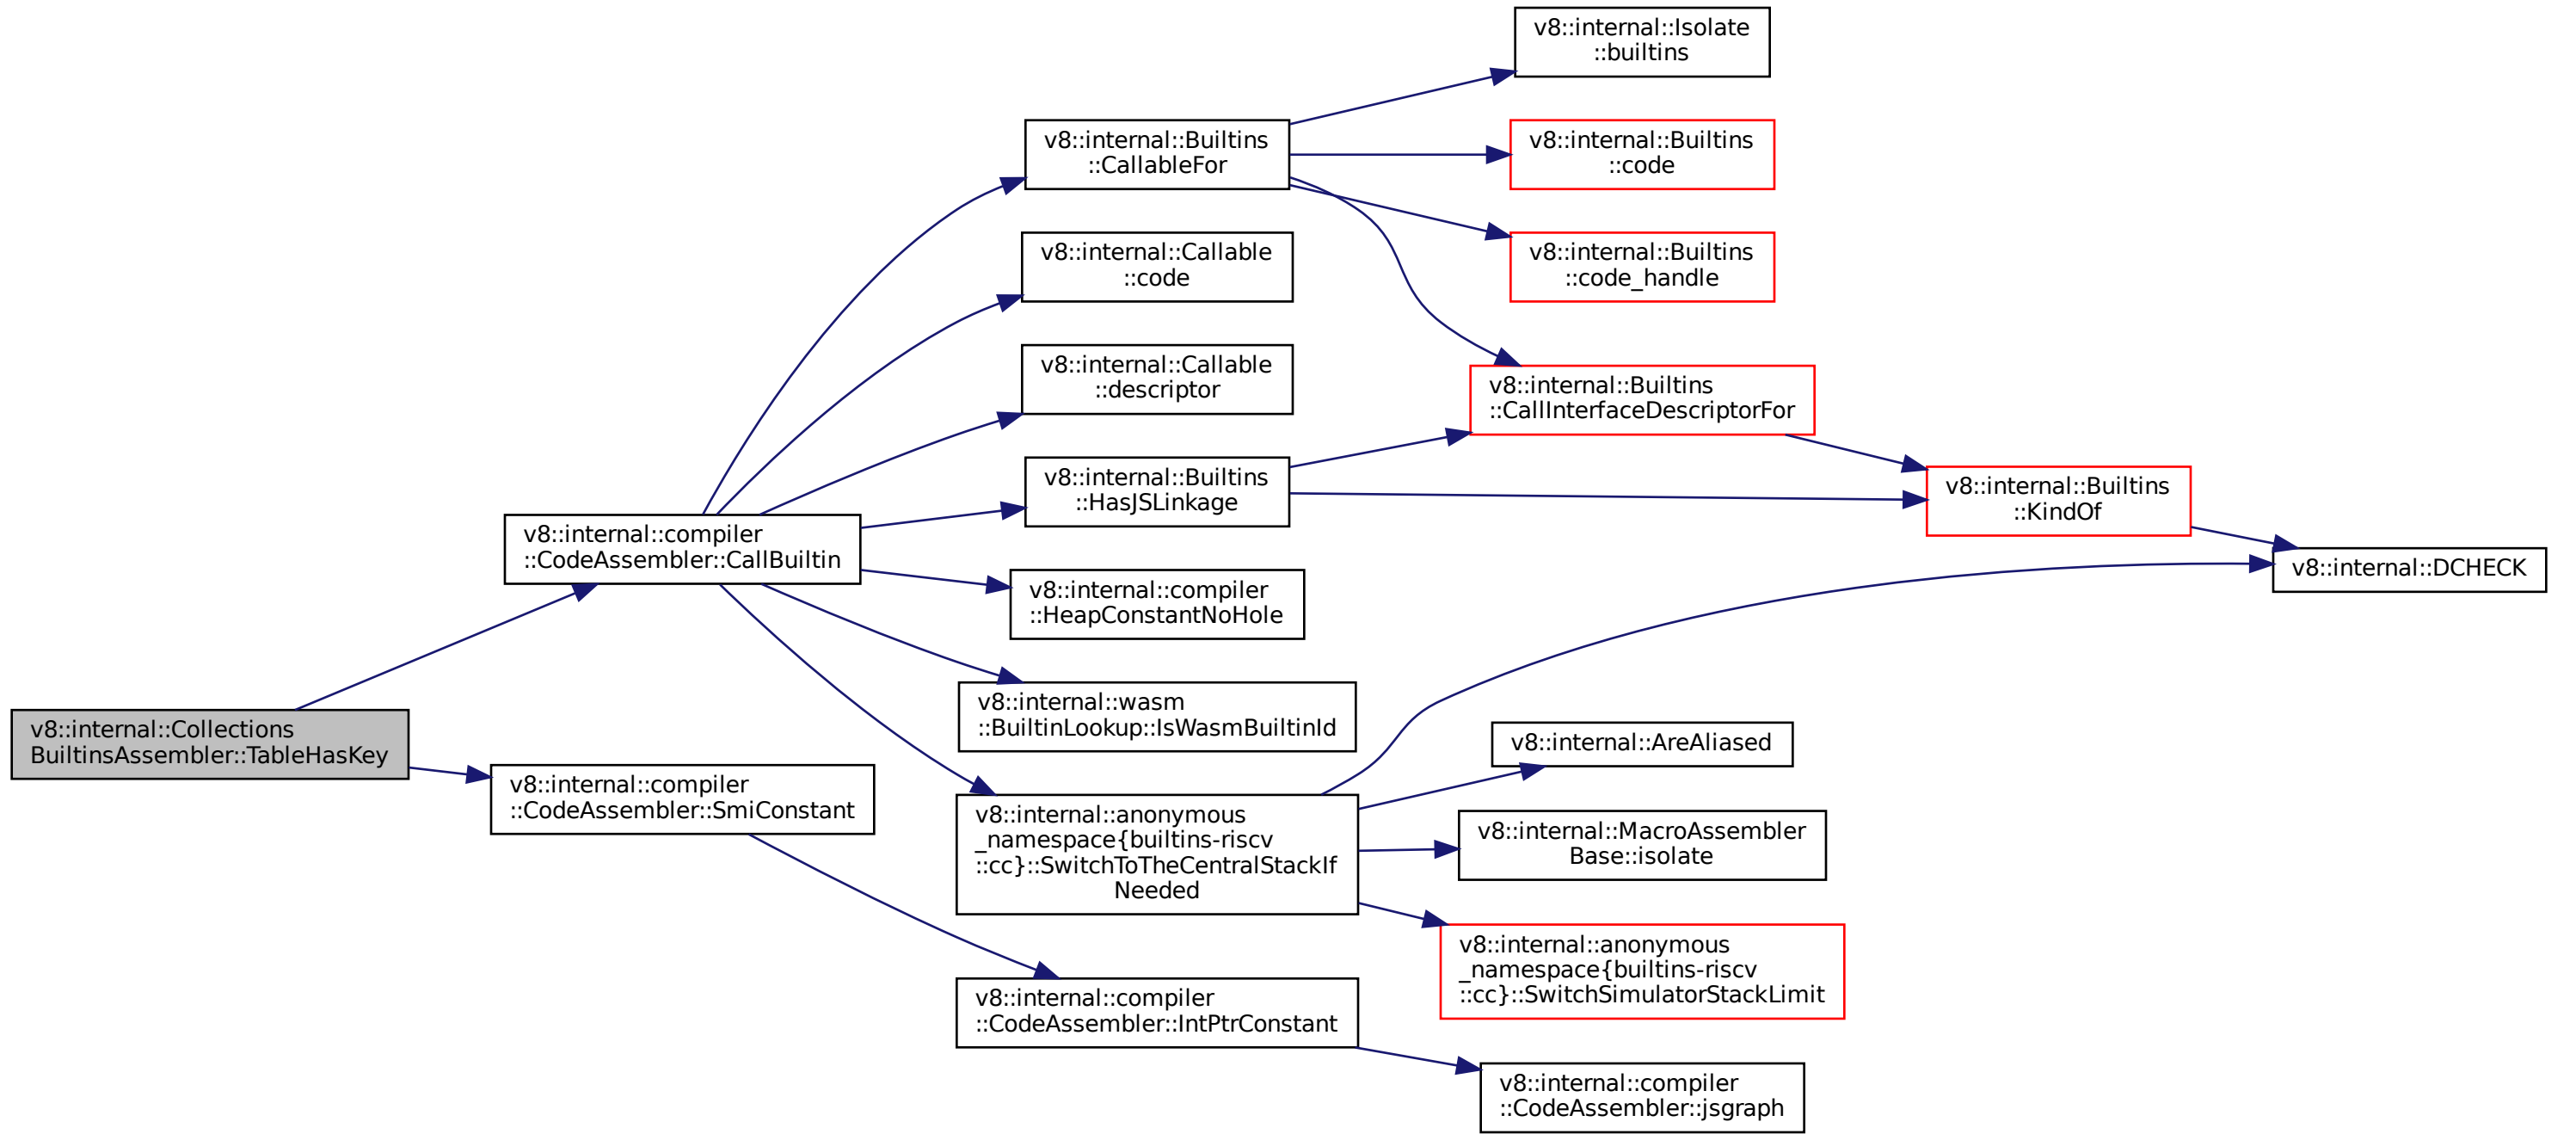 v8::internal::Isolate
::builtins
v8::internal::Builtins
::CallableFor
v8::internal::Builtins
::code
v8::internal::Callable
::code
v8::internal::Builtins
::code_handle
v8::internal::Callable
::descriptor
v8::internal::Builtins
::CallInterfaceDescriptorFor
v8::internal::Builtins
::HasJSLinkage
v8::internal::Builtins
::KindOf
v8::internal::compiler
::CodeAssembler::CallBuiltin
v8::internal::DCHECK
v8::internal::compiler
::HeapConstantNoHole
v8::internal::wasm
::BuiltinLookup::IsWasmBuiltinId
v8::internal::Collections
BuiltinsAssembler::TableHasKey
v8::internal::AreAliased
v8::internal::compiler
::CodeAssembler::SmiConstant
v8::internal::anonymous
_namespace{builtins-riscv
::cc}::SwitchToTheCentralStackIf
Needed
v8::internal::MacroAssembler
Base::isolate
v8::internal::anonymous
_namespace{builtins-riscv
::cc}::SwitchSimulatorStackLimit
v8::internal::compiler
::CodeAssembler::IntPtrConstant
v8::internal::compiler
::CodeAssembler::jsgraph